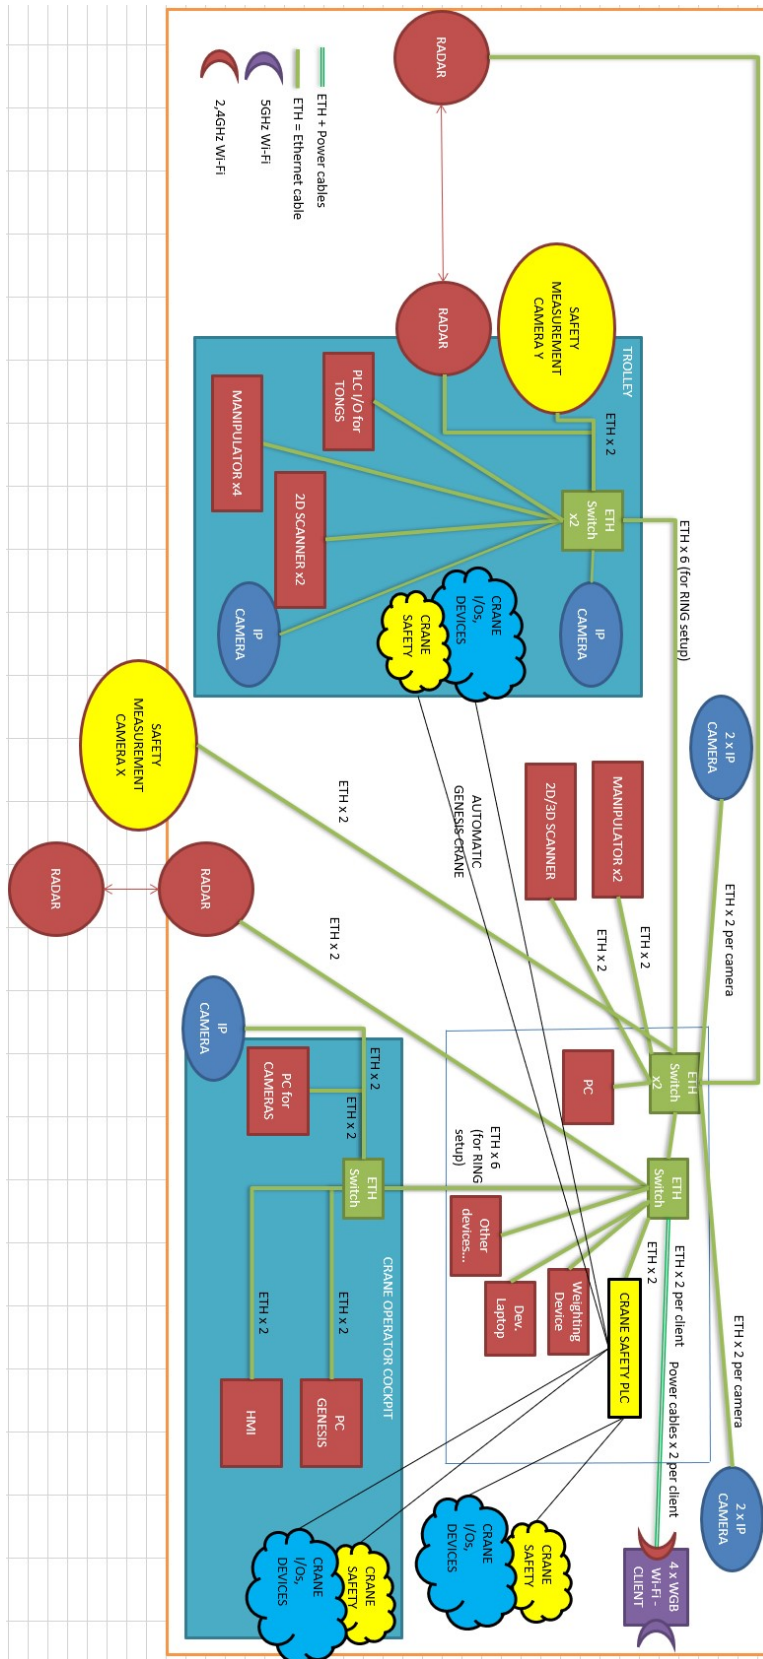 RADAR
2,4GHz Wi-Fi
5GHz Wi-Fi
ETH = Ethernet cable
ETH + Power cables
RADAR
SAFETY
MEASUREMENT
CAMERA Y
TROLLEY
ETH x 2
PLC I/O for
TONGS
MANIPULATOR x4
2D SCANNER x2
ETH
Switch
x2
IP
CAMERA
IP
CAMERA
CRANE
I/Os,
DEVICES
CRANE
SAFETY
ETH x 6 (for RING setup)
2 x IP
CAMERA
ETH x 2 per camera
SAFETY
MEASUREMENT
CAMERA X
ETH x 2
AUTOMATIC
GENESIS CRANE
2D/3D SCANNER
MANIPULATOR x2
ETH x 2
ETH x 2
RADAR
RADAR
ETH x 2
ETH
Switch
x2
PC
ETH
Switch
ETH x 2
ETH x 6
(for RING
setup)
Other
devices...
Dev.
Laptop
Weighting
Device
CRANE SAFETY PLC
ETH x 2 per client
Power cables x 2 per client
ETH x 2 per camera
2 x IP
CAMERA
4 x WGB
Wi-Fi -
CLIENT
IP
CAMERA
PC for
CAMERAS
ETH x 2
ETH x 2
ETH
Switch
CRANE OPERATOR COCKPIT
ETH x 2
ETH x 2
HMI
PC
GENESIS
CRANE
I/Os,
DEVICES
CRANE
SAFETY
CRANE
I/Os,
DEVICES
CRANE
SAFETY